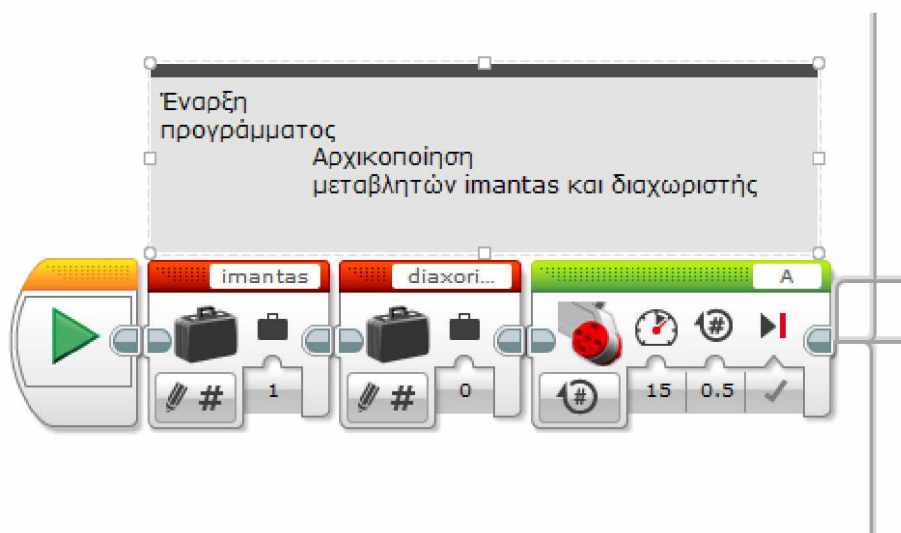 Έναρξη
προγράμματος
Αρχικοποίηση
μεταβλητών imantas και διαχωριστής
imantas
diaxori...
A
#
1
#
0
#
#
15
0.5